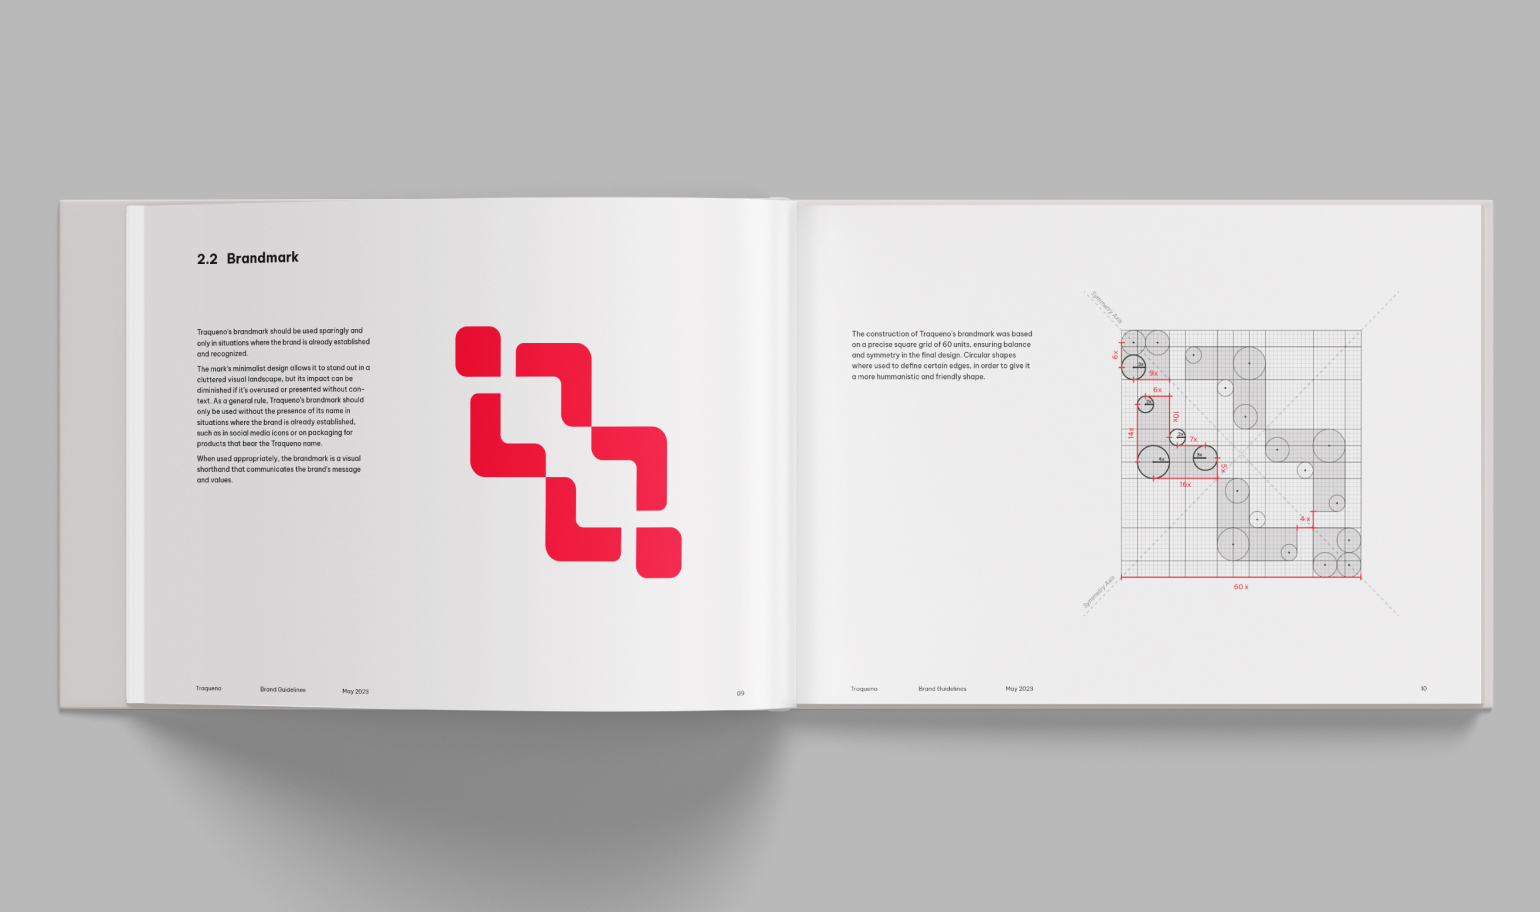 2.2 Brandmark
Traqueno's brandmark should be used sparingly and
only in situations where the brand is already established
and recognized.
The mark's minimalist design allows it to stand out in a
cluttered visual landscape, but its impact can be
diminished if it's overused or presented without con-
text. As a general rule, Traqueno's brandmark should
only be used without the presence of its name in
situations where the brand is already established,
such as in social media icons or on packaging for
products that bear the Traqueno name.
When used appropriately, the brandmark is a visual
shorthand that communicates the brand's message
and values.
Traqueno
Brand Guidelines
May 2023
09
The construction of Traqueno's brandmark was based
on a precise square grid of 60 units, ensuring balance
and symmetry in the final design. Circular shapes
where used to define certain edges, in order to give it
a more hummanistic and friendly shape.
Symmetry Axis
6x
9x
6x
10x
14x
7x
4x
5x
16x
4x
60 x
Symmetry Axis
Traqueno
Brand Guidelines
May 2023
10